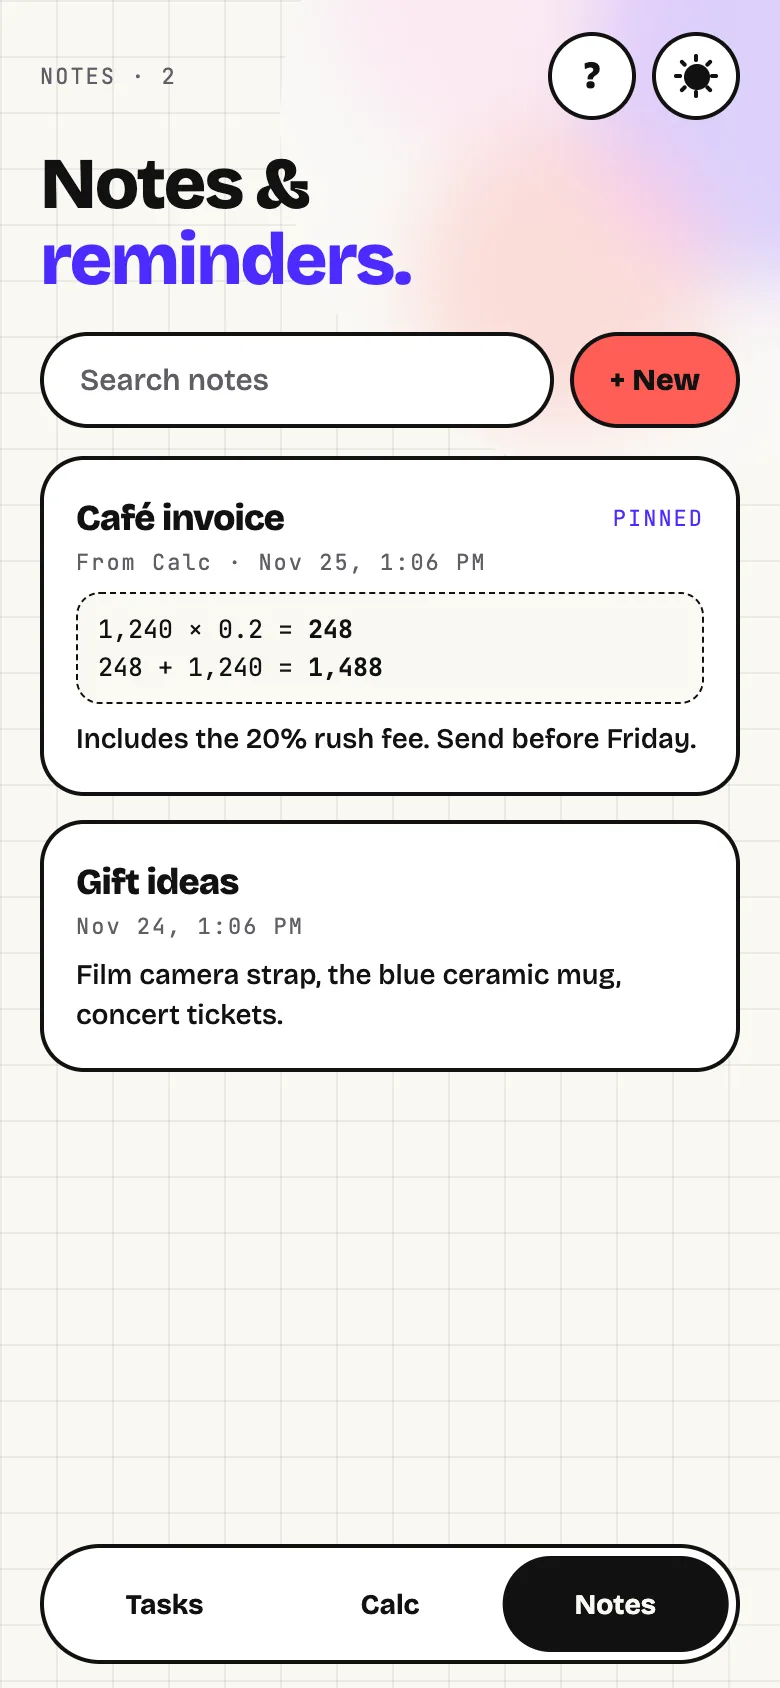 NOTES · 2
?
Notes &
reminders.
Search notes
+ New
Café invoice
PINNED
From Calc · Nov 25, 1:06 PM
1,240 × 0.2 = 248
248 + 1,240 = 1,488
Includes the 20% rush fee. Send before Friday.
Gift ideas
Nov 24, 1:06 PM
Film camera strap, the blue ceramic mug,
concert tickets.
Tasks
Calc
Notes